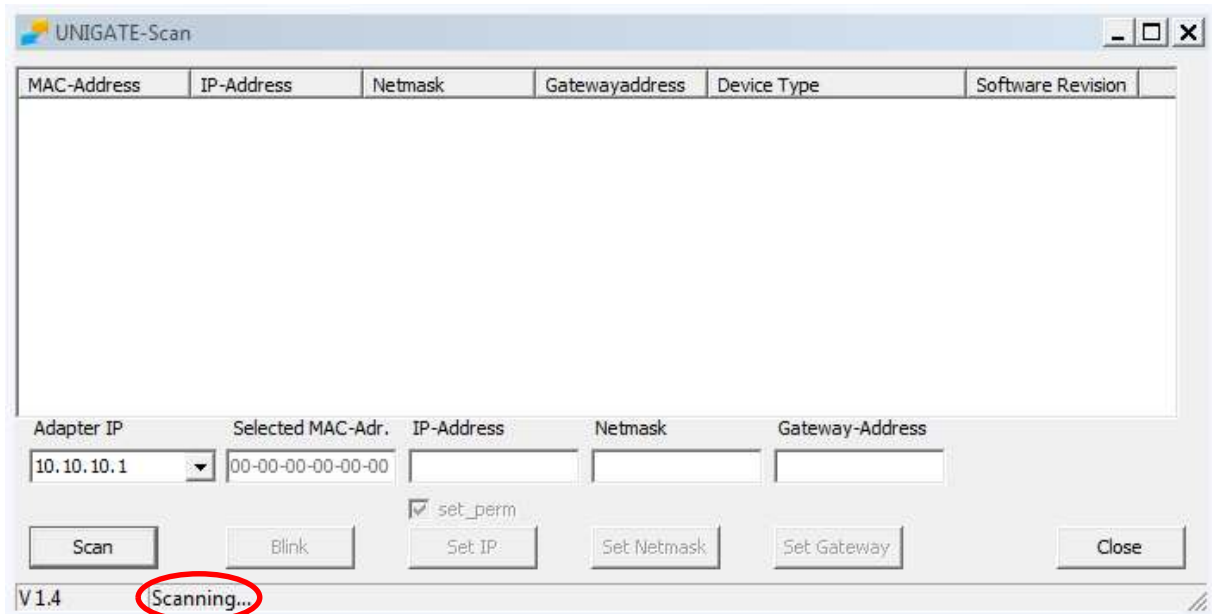 UNIGATE-Scan
MAC-Address IP-Address Netmask Gatewayaddress Device Type Software Revision
Adapter IP Selected MAC-Adr. IP-Address Netmask Gateway-Address
10.10.10.1 00-00-00-00-00-00
set_perm
Scan Blink Set IP Set Netmask Set Gateway Close
V 1.4 Scanning...